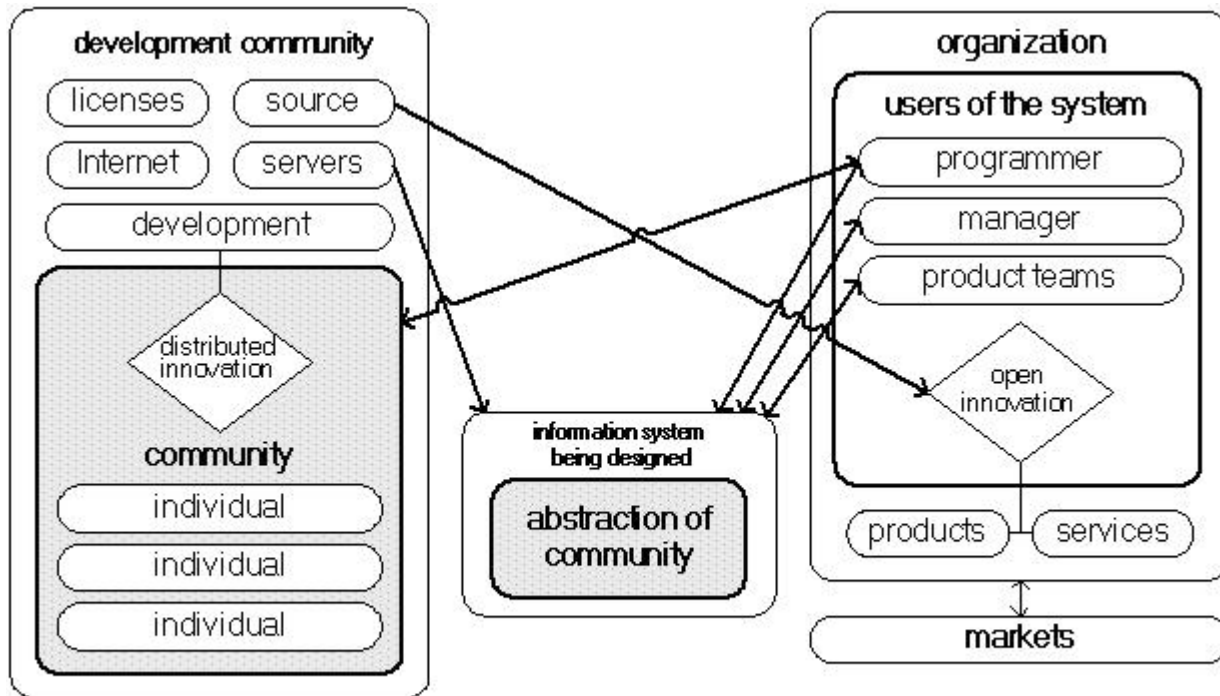 development community
licenses
source
Internet
servers
development
distributed
innovation
community
individual
individual
individual
information system
being designed
abstraction of
community
organization
users of the system
programmer
manager
product teams
open
innovation
products
services
markets